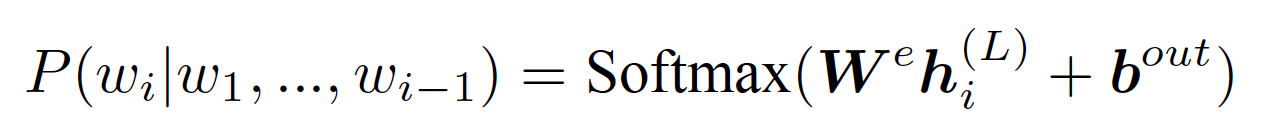 P(w_i|w_1, ..., w_{i-1}) = Softmax(W^e h_i^{(L)} + b^{out})